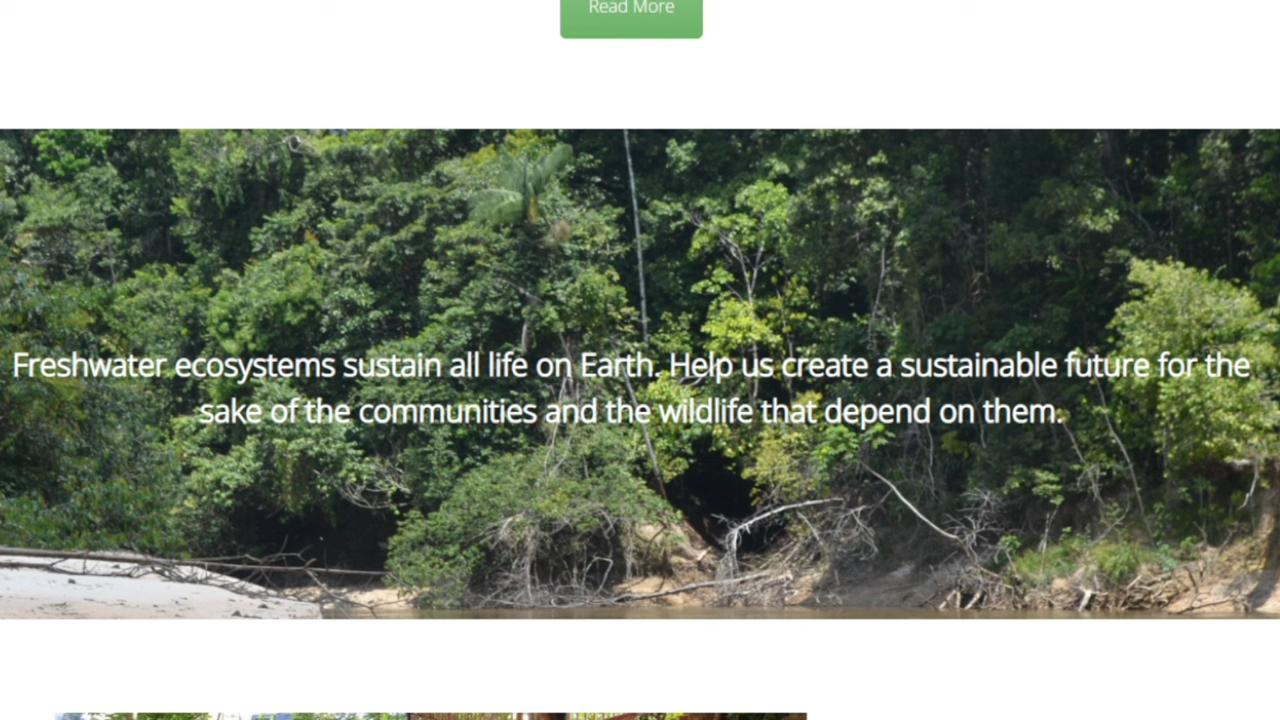 Read More
Freshwater ecosystems sustain all life on Earth. Help us create a sustainable future for the
sake of the communities and the wildlife that depend on them.